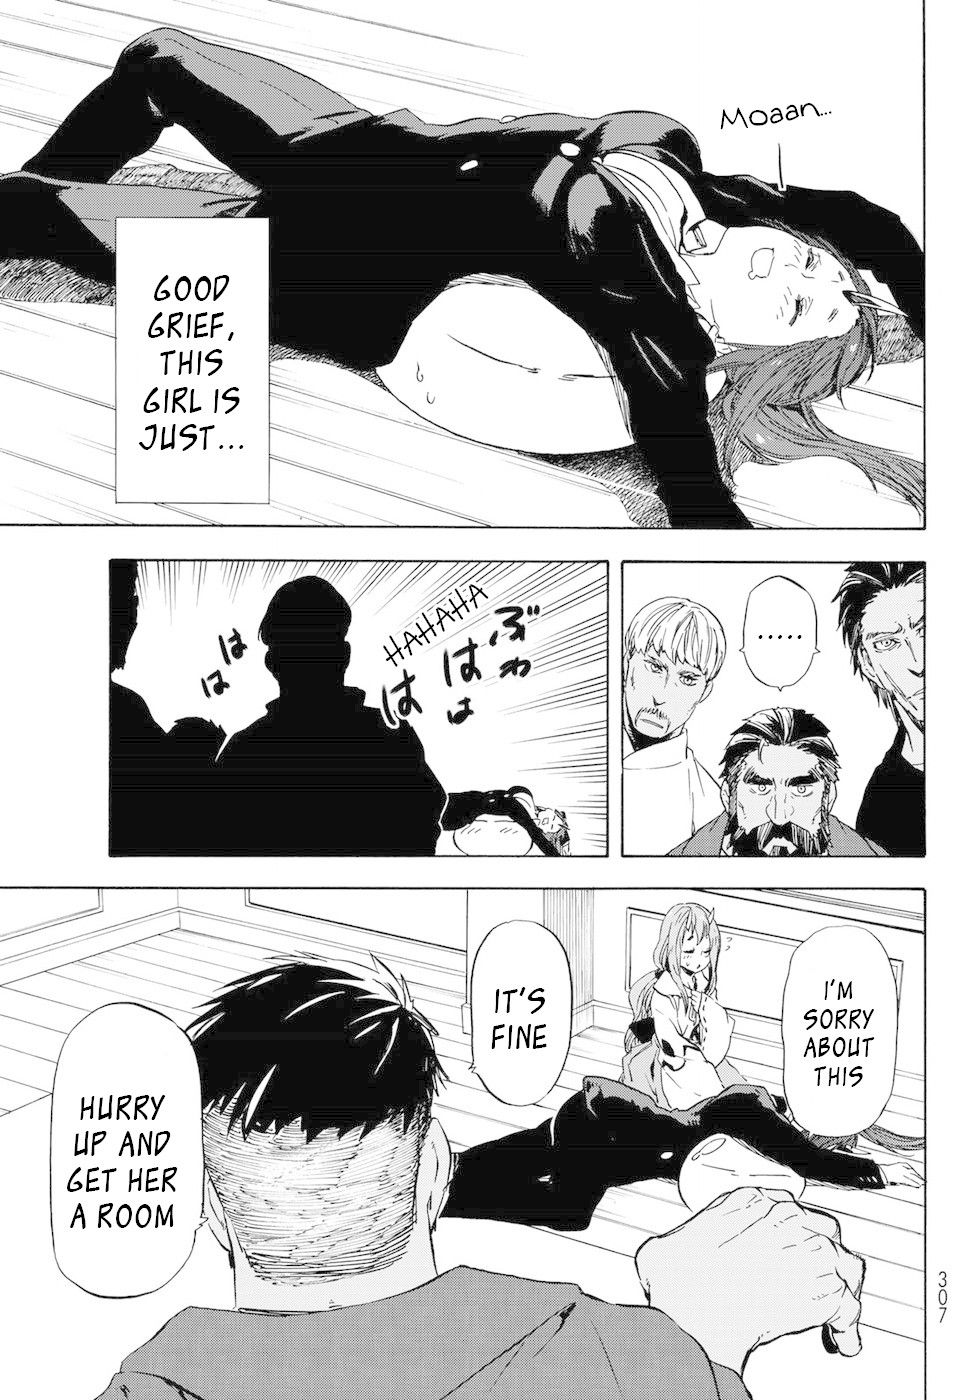 Moaan...
GOOD
GRIEF,
THIS
GIRL IS
JUST...
.....
ぶわ
はは
はは
HAHAHA
はは
I'M
SORRY
ABOUT
THIS
IT'S
FINE
HURRY
UP AND
GET HER
A ROOM
307